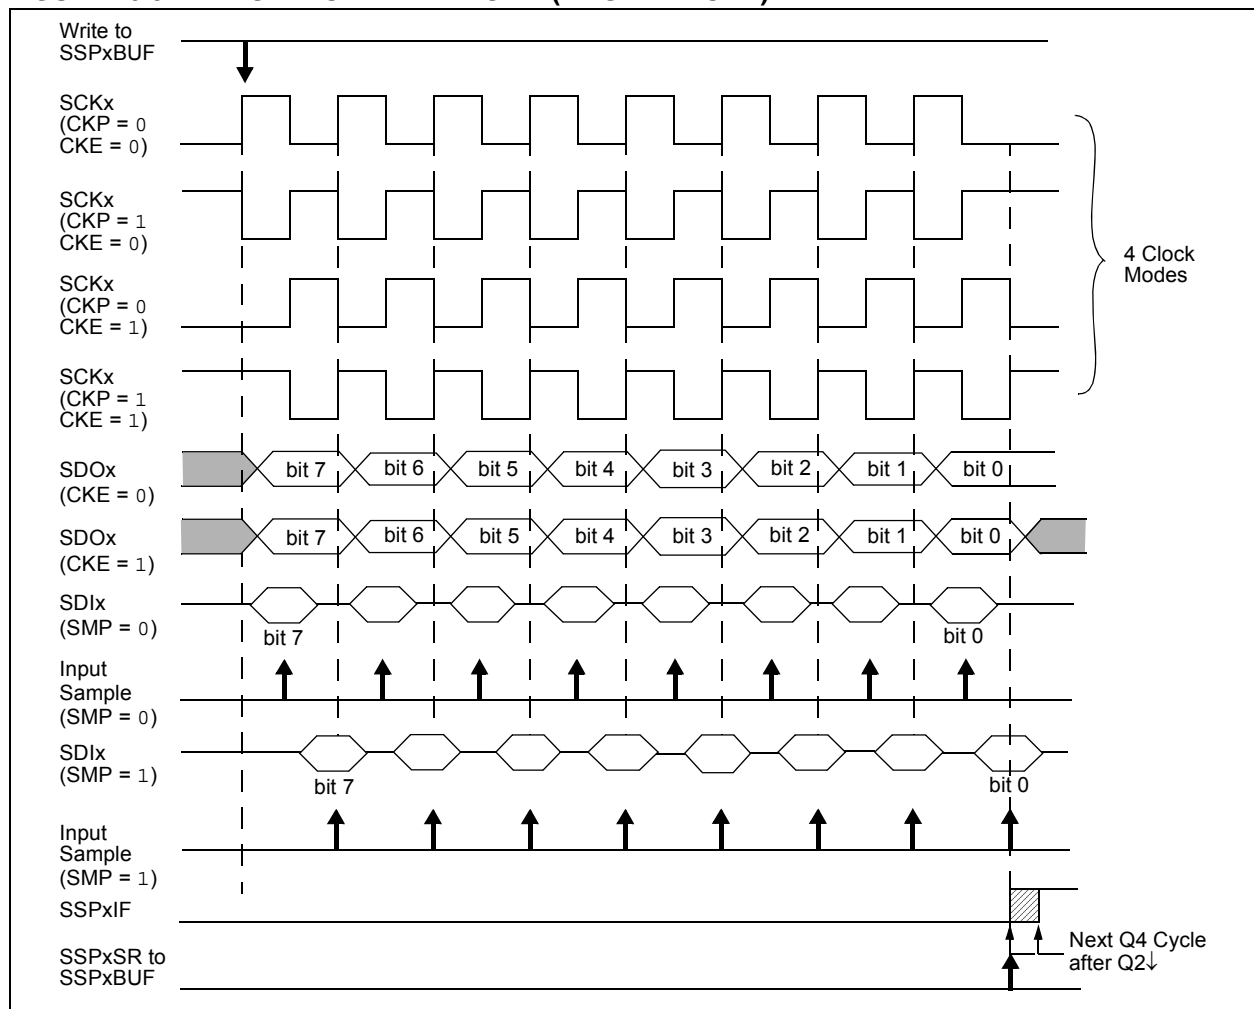 Write to
SSPxBUF
SCKx
(CKP = 0
CKE = 0)
SCKx
(CKP = 1
CKE = 0)
SCKx
(CKP = 0
CKE = 1)
SCKx
(CKP = 1
CKE = 1)
4 Clock
Modes
SDOx
(CKE = 0)
bit 7 bit 6 bit 5 bit 4 bit 3 bit 2 bit 1 bit 0
SDOx
(CKE = 1)
bit 7 bit 6 bit 5 bit 4 bit 3 bit 2 bit 1 bit 0
SDIx
(SMP = 0)
bit 7 bit 0
Input
Sample
(SMP = 0)
SDIx
(SMP = 1)
bit 7 bit 0
Input
Sample
(SMP = 1)
SSPxIF
SSPxSR to
SSPxBUF
Next Q4 Cycle
after Q2↓